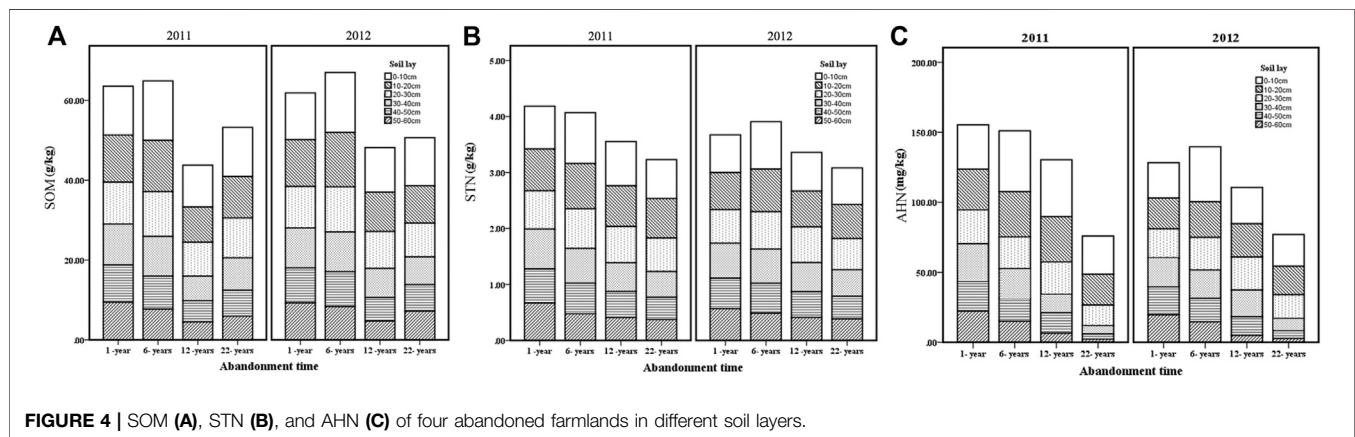 A
2011 2012
SOM (g/kg)
60.00
40.00
20.00
.00
Soil lay
0-10cm
10-20cm
20-30cm
30-40cm
40-50cm
50-60cm
1 -year 6- years 12 -years 22- years 1 -year 6- years 12 -years 22- years
Abandonment time
B
2011 2012
STN (g/kg)
5.00
4.00
3.00
2.00
1.00
.00
Soil lay
0-10cm
10-20cm
20-30cm
30-40cm
40-50cm
50-60cm
1 -year 6- years 12 -years 22- years 1 -year 6- years 12 -years 22- years
Abandonment time
C
2011 2012
AHN (mg/kg)
200.00
150.00
100.00
50.00
.00
Soil lay
0-10cm
10-20cm
20-30cm
30-40cm
40-50cm
50-60cm
1 -year 6- years 12 -years 22- years 1- year 6- years 12 -years 22- years
Abandonment time
FIGURE 4 | SOM (A), STN (B), and AHN (C) of four abandoned farmlands in different soil layers.